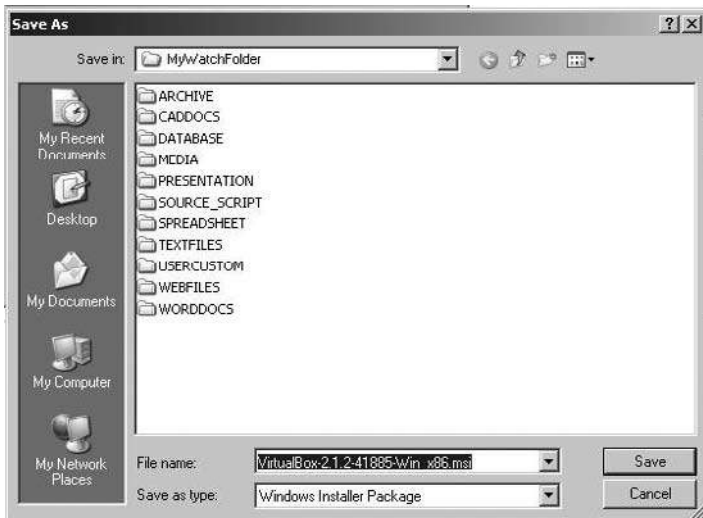 Save As
Save in: MyWatchFolder
My Recent Documents
Desktop
My Documents
My Computer
My Network Places
ARCHIVE
CADDOCS
DATABASE
MEDIA
PRESENTATION
SOURCE_SCRIPT
SPREADSHEET
TEXTFILES
USERCUSTOM
WEBFILES
WORDDOCS
File name: VirtualBox-2.1.2-41885-Win_x86.msi
Save
Save as type: Windows Installer Package
Cancel